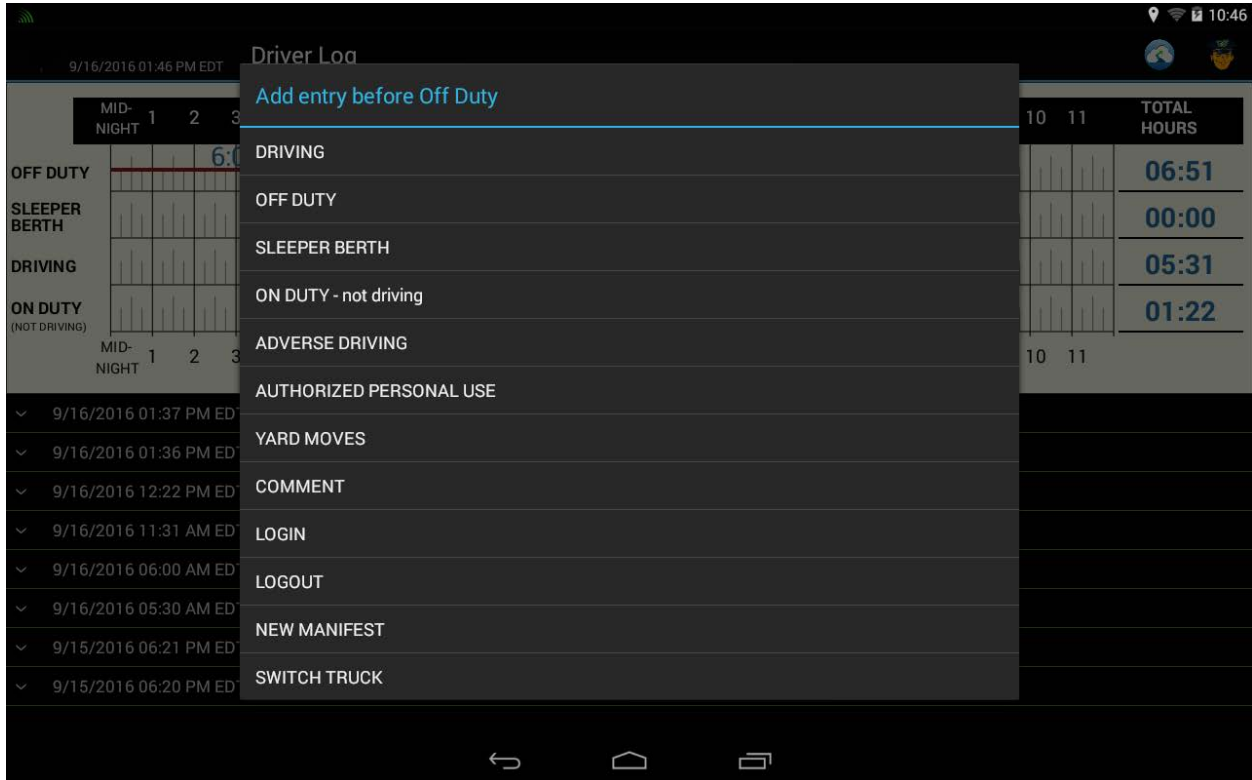 10:46
9/16/2016 01:46 PM EDT
Driver Log
Add entry before Off Duty
MID-NIGHT 1 2 3 10 11 TOTAL HOURS
DRIVING
OFF DUTY 6:0 06:51
OFF DUTY
SLEEPER BERTH 00:00
SLEEPER BERTH
DRIVING 05:31
ON DUTY - not driving
ON DUTY (NOT DRIVING) 01:22
ADVERSE DRIVING
MID-NIGHT 1 2 3 10 11
AUTHORIZED PERSONAL USE
9/16/2016 01:37 PM ED
YARD MOVES
9/16/2016 01:36 PM ED
COMMENT
9/16/2016 12:22 PM ED
LOGIN
9/16/2016 11:31 AM ED
LOGOUT
9/16/2016 06:00 AM ED
9/16/2016 05:30 AM ED
NEW MANIFEST
9/15/2016 06:21 PM ED
SWITCH TRUCK
9/15/2016 06:20 PM ED